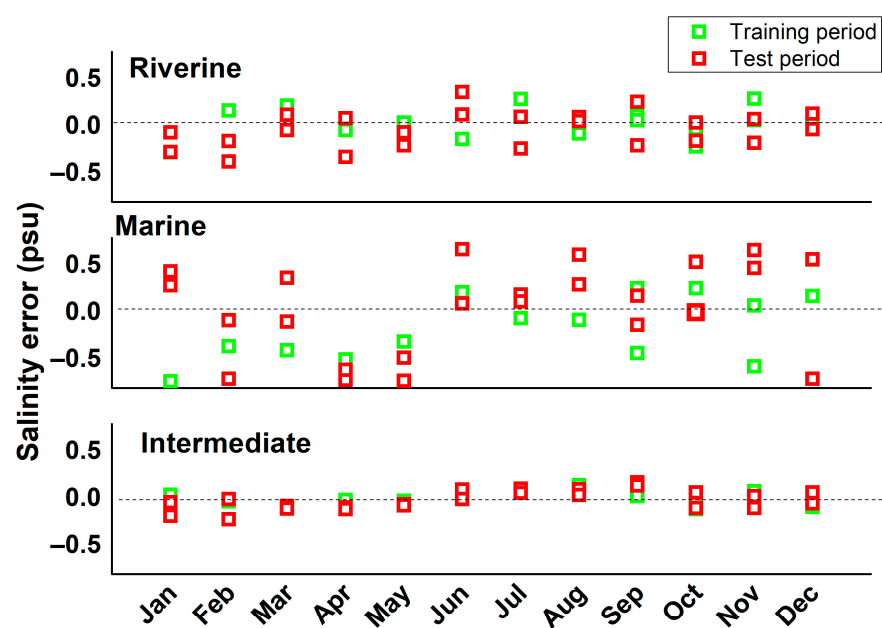 Training period
Test period
Riverine
0.5
0.0
–0.5
Marine
0.5
0.0
–0.5
Intermediate
0.5
0.0
–0.5
Salinity error (psu)
Jan Feb Mar Apr May Jun Jul Aug Sep Oct Nov Dec